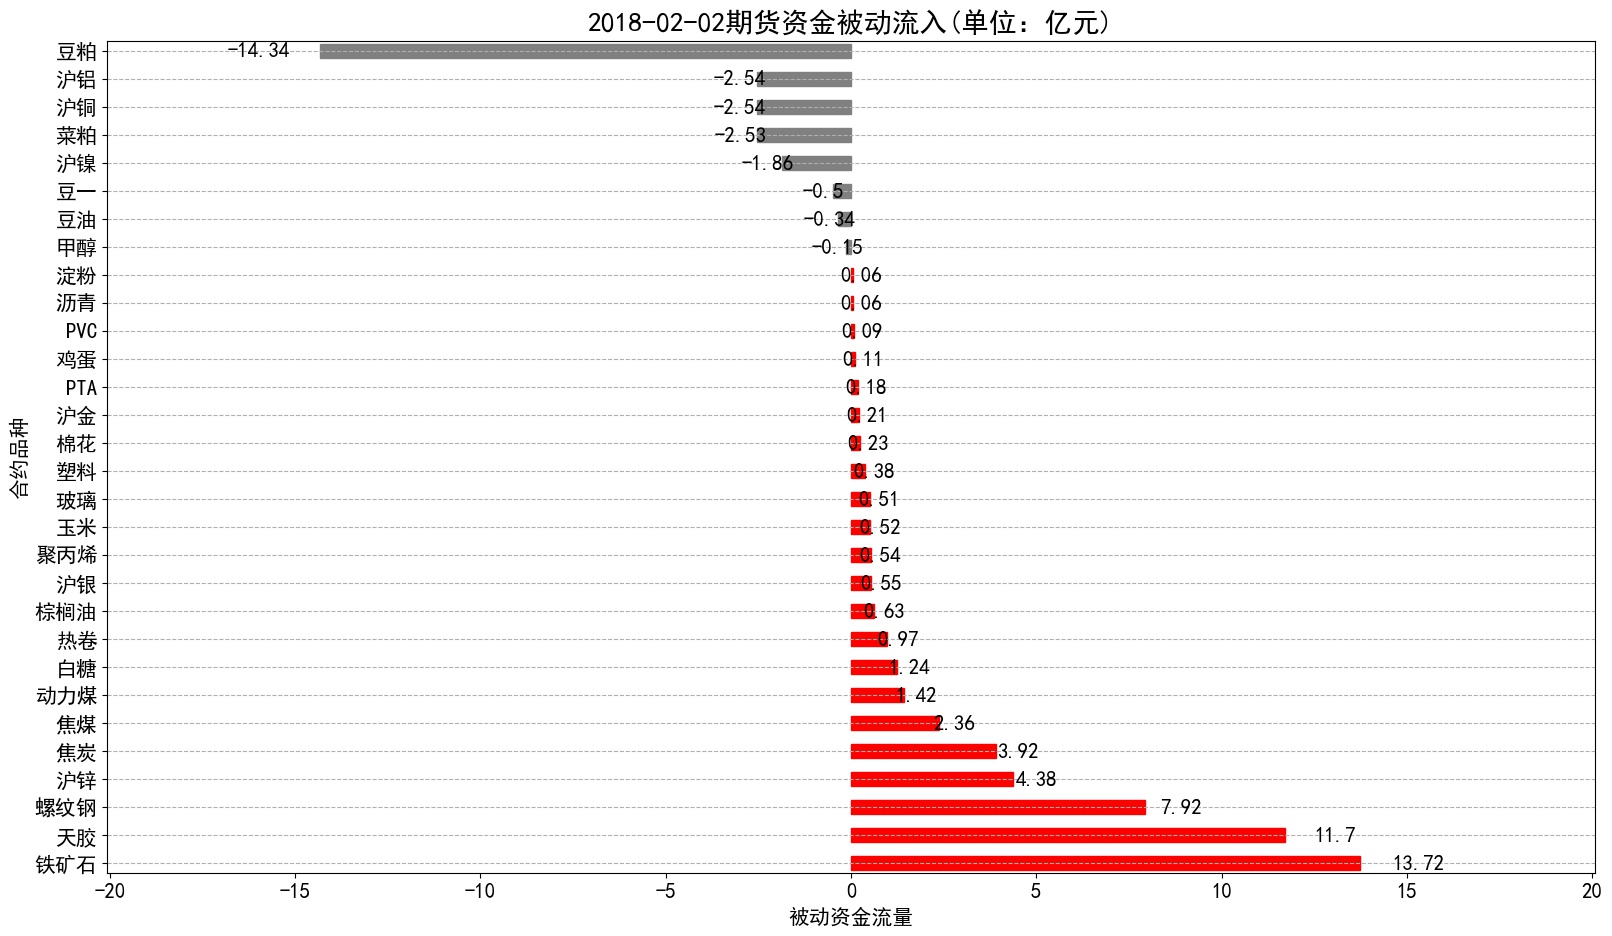 2018-02-02期货资金被动流入(单位：亿元)
合约品种
豆粕 -14.34
沪铝 -2.54
沪铜 -2.54
菜粕 -2.53
沪镍 -1.86
豆一 -0.5
豆油 -0.34
甲醇 -0.15
淀粉 0.06
沥青 0.06
PVC 0.09
鸡蛋 0.11
PTA 0.18
沪金 0.21
棉花 0.23
塑料 0.38
玻璃 0.51
玉米 0.52
聚丙烯 0.54
沪银 0.55
棕榈油 0.63
热卷 0.97
白糖 1.24
动力煤 1.42
焦煤 2.36
焦炭 3.92
沪锌 4.38
螺纹钢 7.92
天胶 11.7
铁矿石 13.72
-20 -15 -10 -5 0 5 10 15 20
被动资金流量